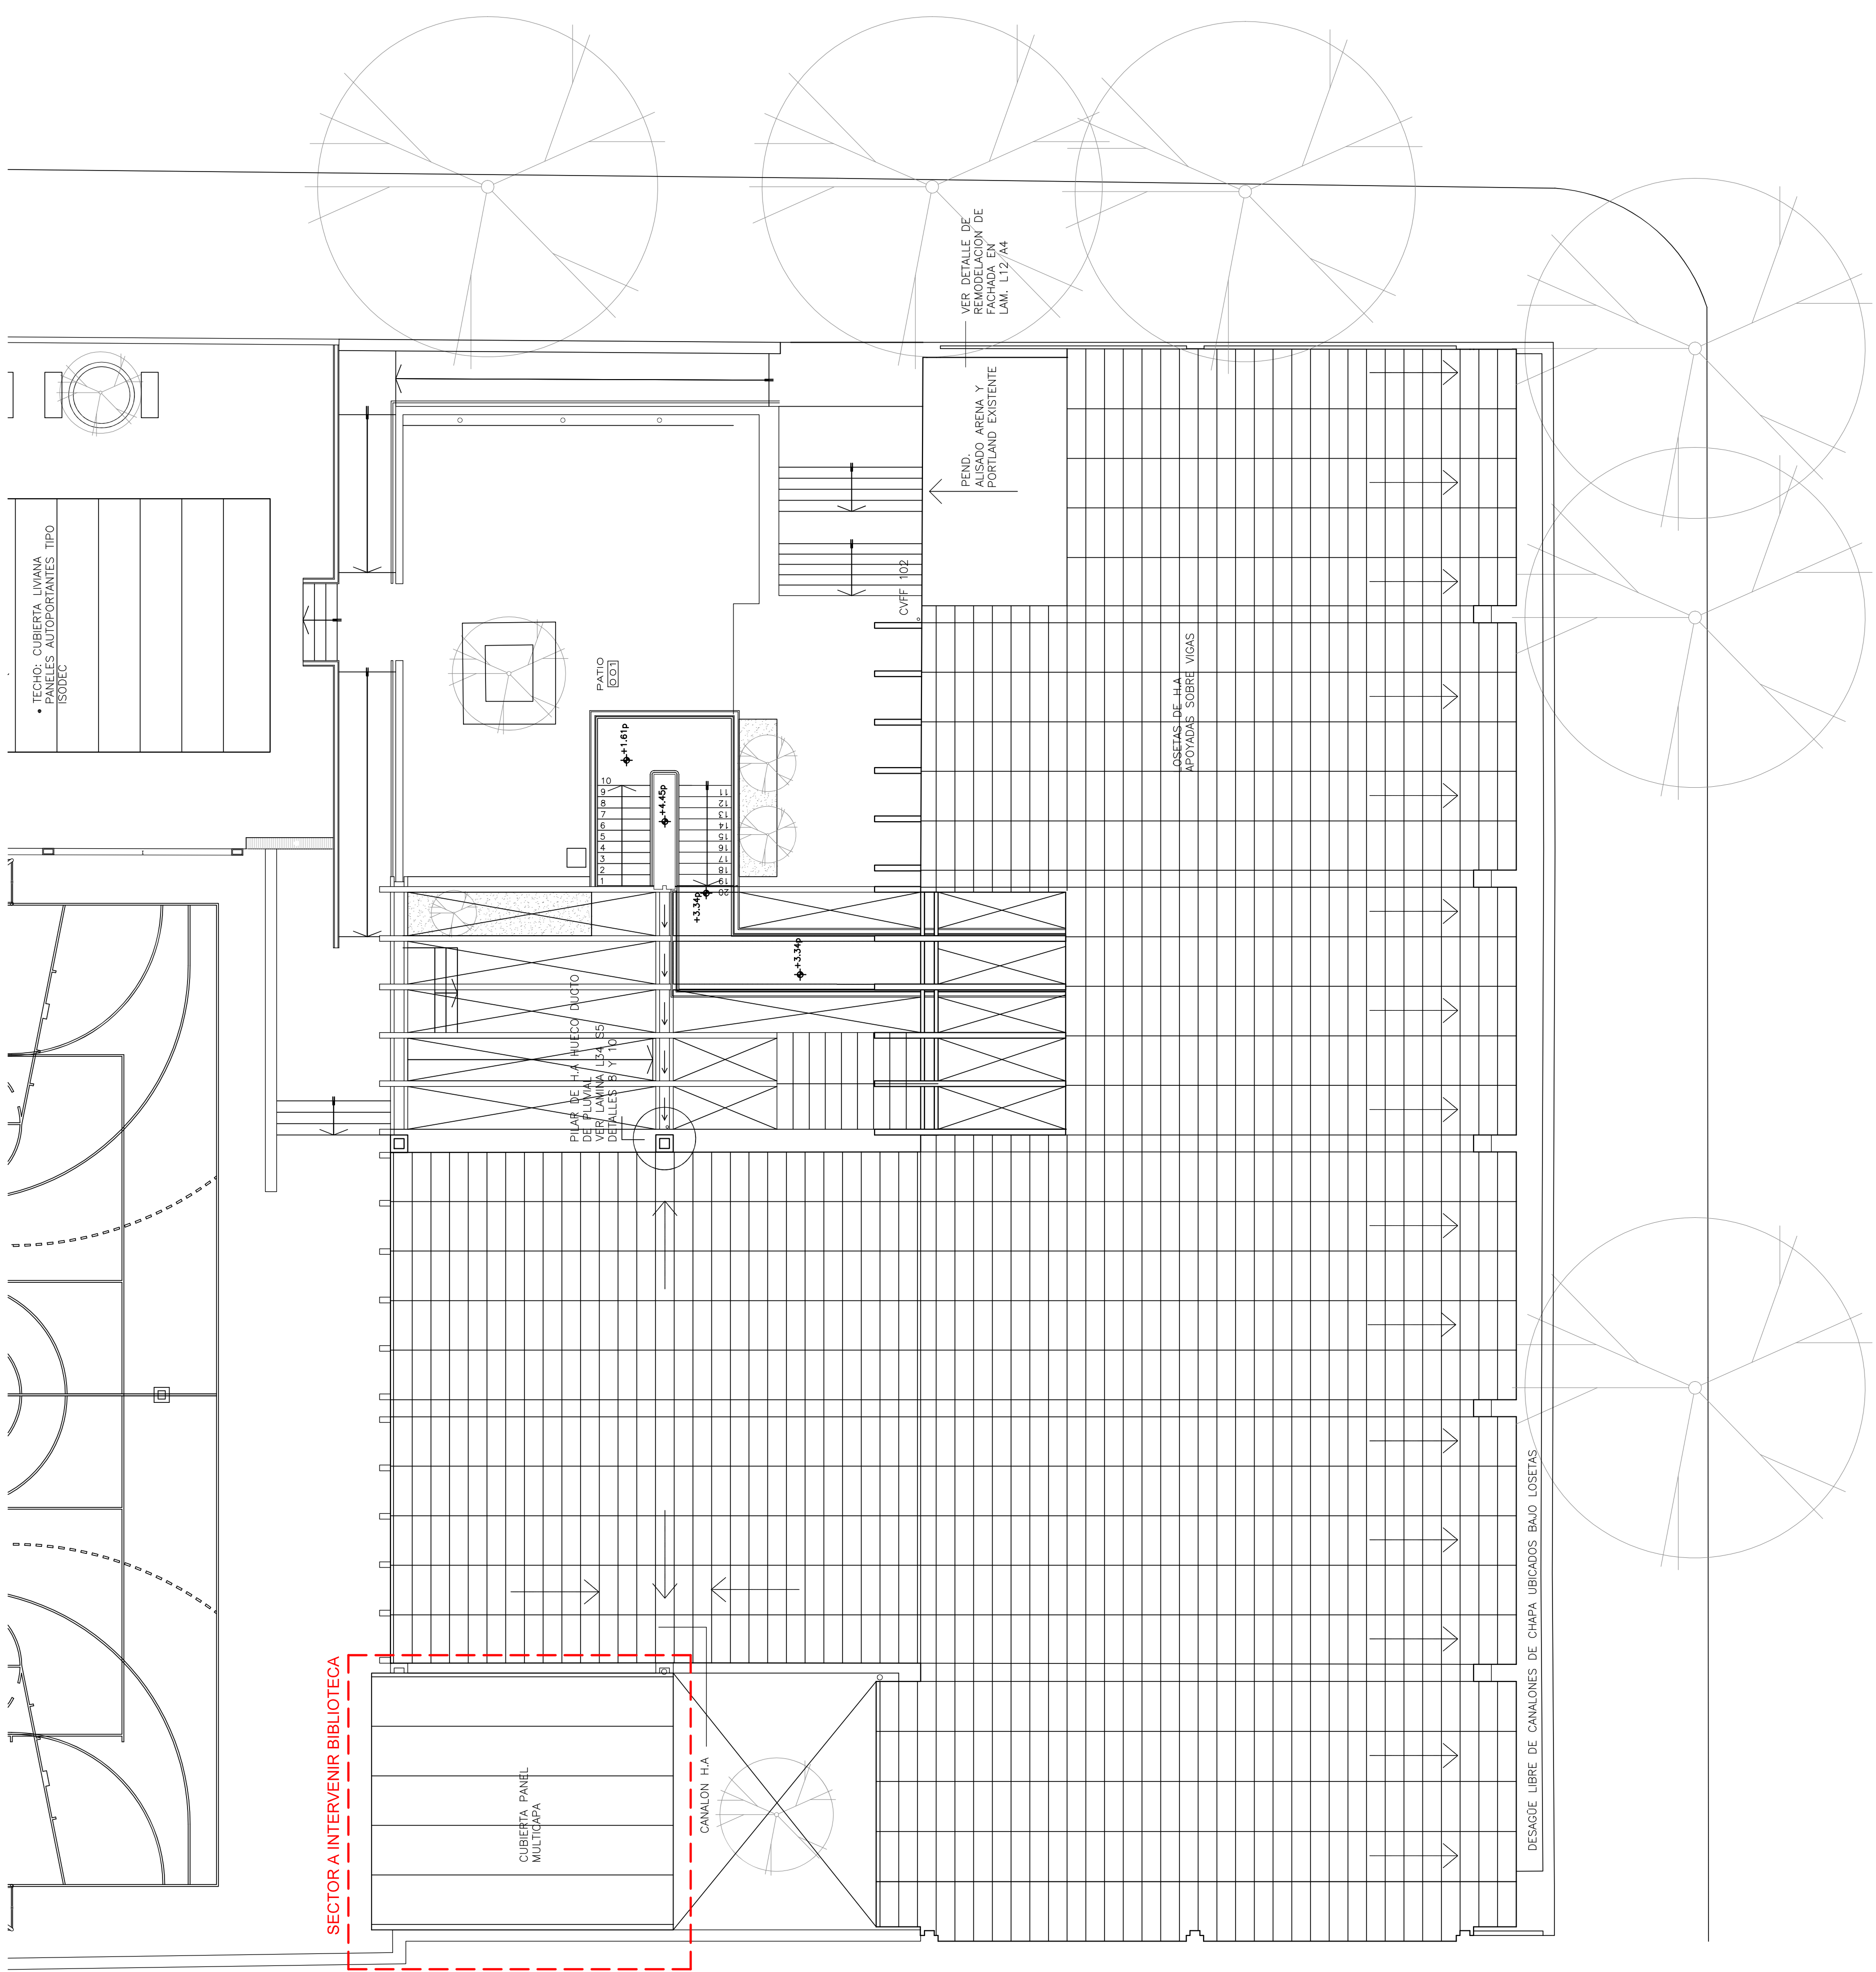 VER DETALLE DE
REMODELACION DE
FACHADA EN
LAM. L12 A4
PEND.
ALISADO ARENA Y
PORTLAND EXISTENTE
• TECHO: CUBIERTA LIVIANA
PANELES AUTOPORTANTES TIPO
ISODEC
CVFF 102
PATIO
001
LOSETAS DE H.A
APOYADAS SOBRE VIGAS
+1.61p
+4.45p
10
9
8
7
6
5
4
3
2
1
11
12
13
14
15
16
17
18
19
20
+3.34p
+3.34p
PILAR DE H.A HUECO DUCTO
DE PLUVIAL
VER LAMINA L34 S5
DETALLES 8 Y 10
SECTOR A INTERVENIR BIBLIOTECA
CUBIERTA PANEL
MULTICAPA
CANALON H.A
DESAGÜE LIBRE DE CANALONES DE CHAPA UBICADOS BAJO LOSETAS